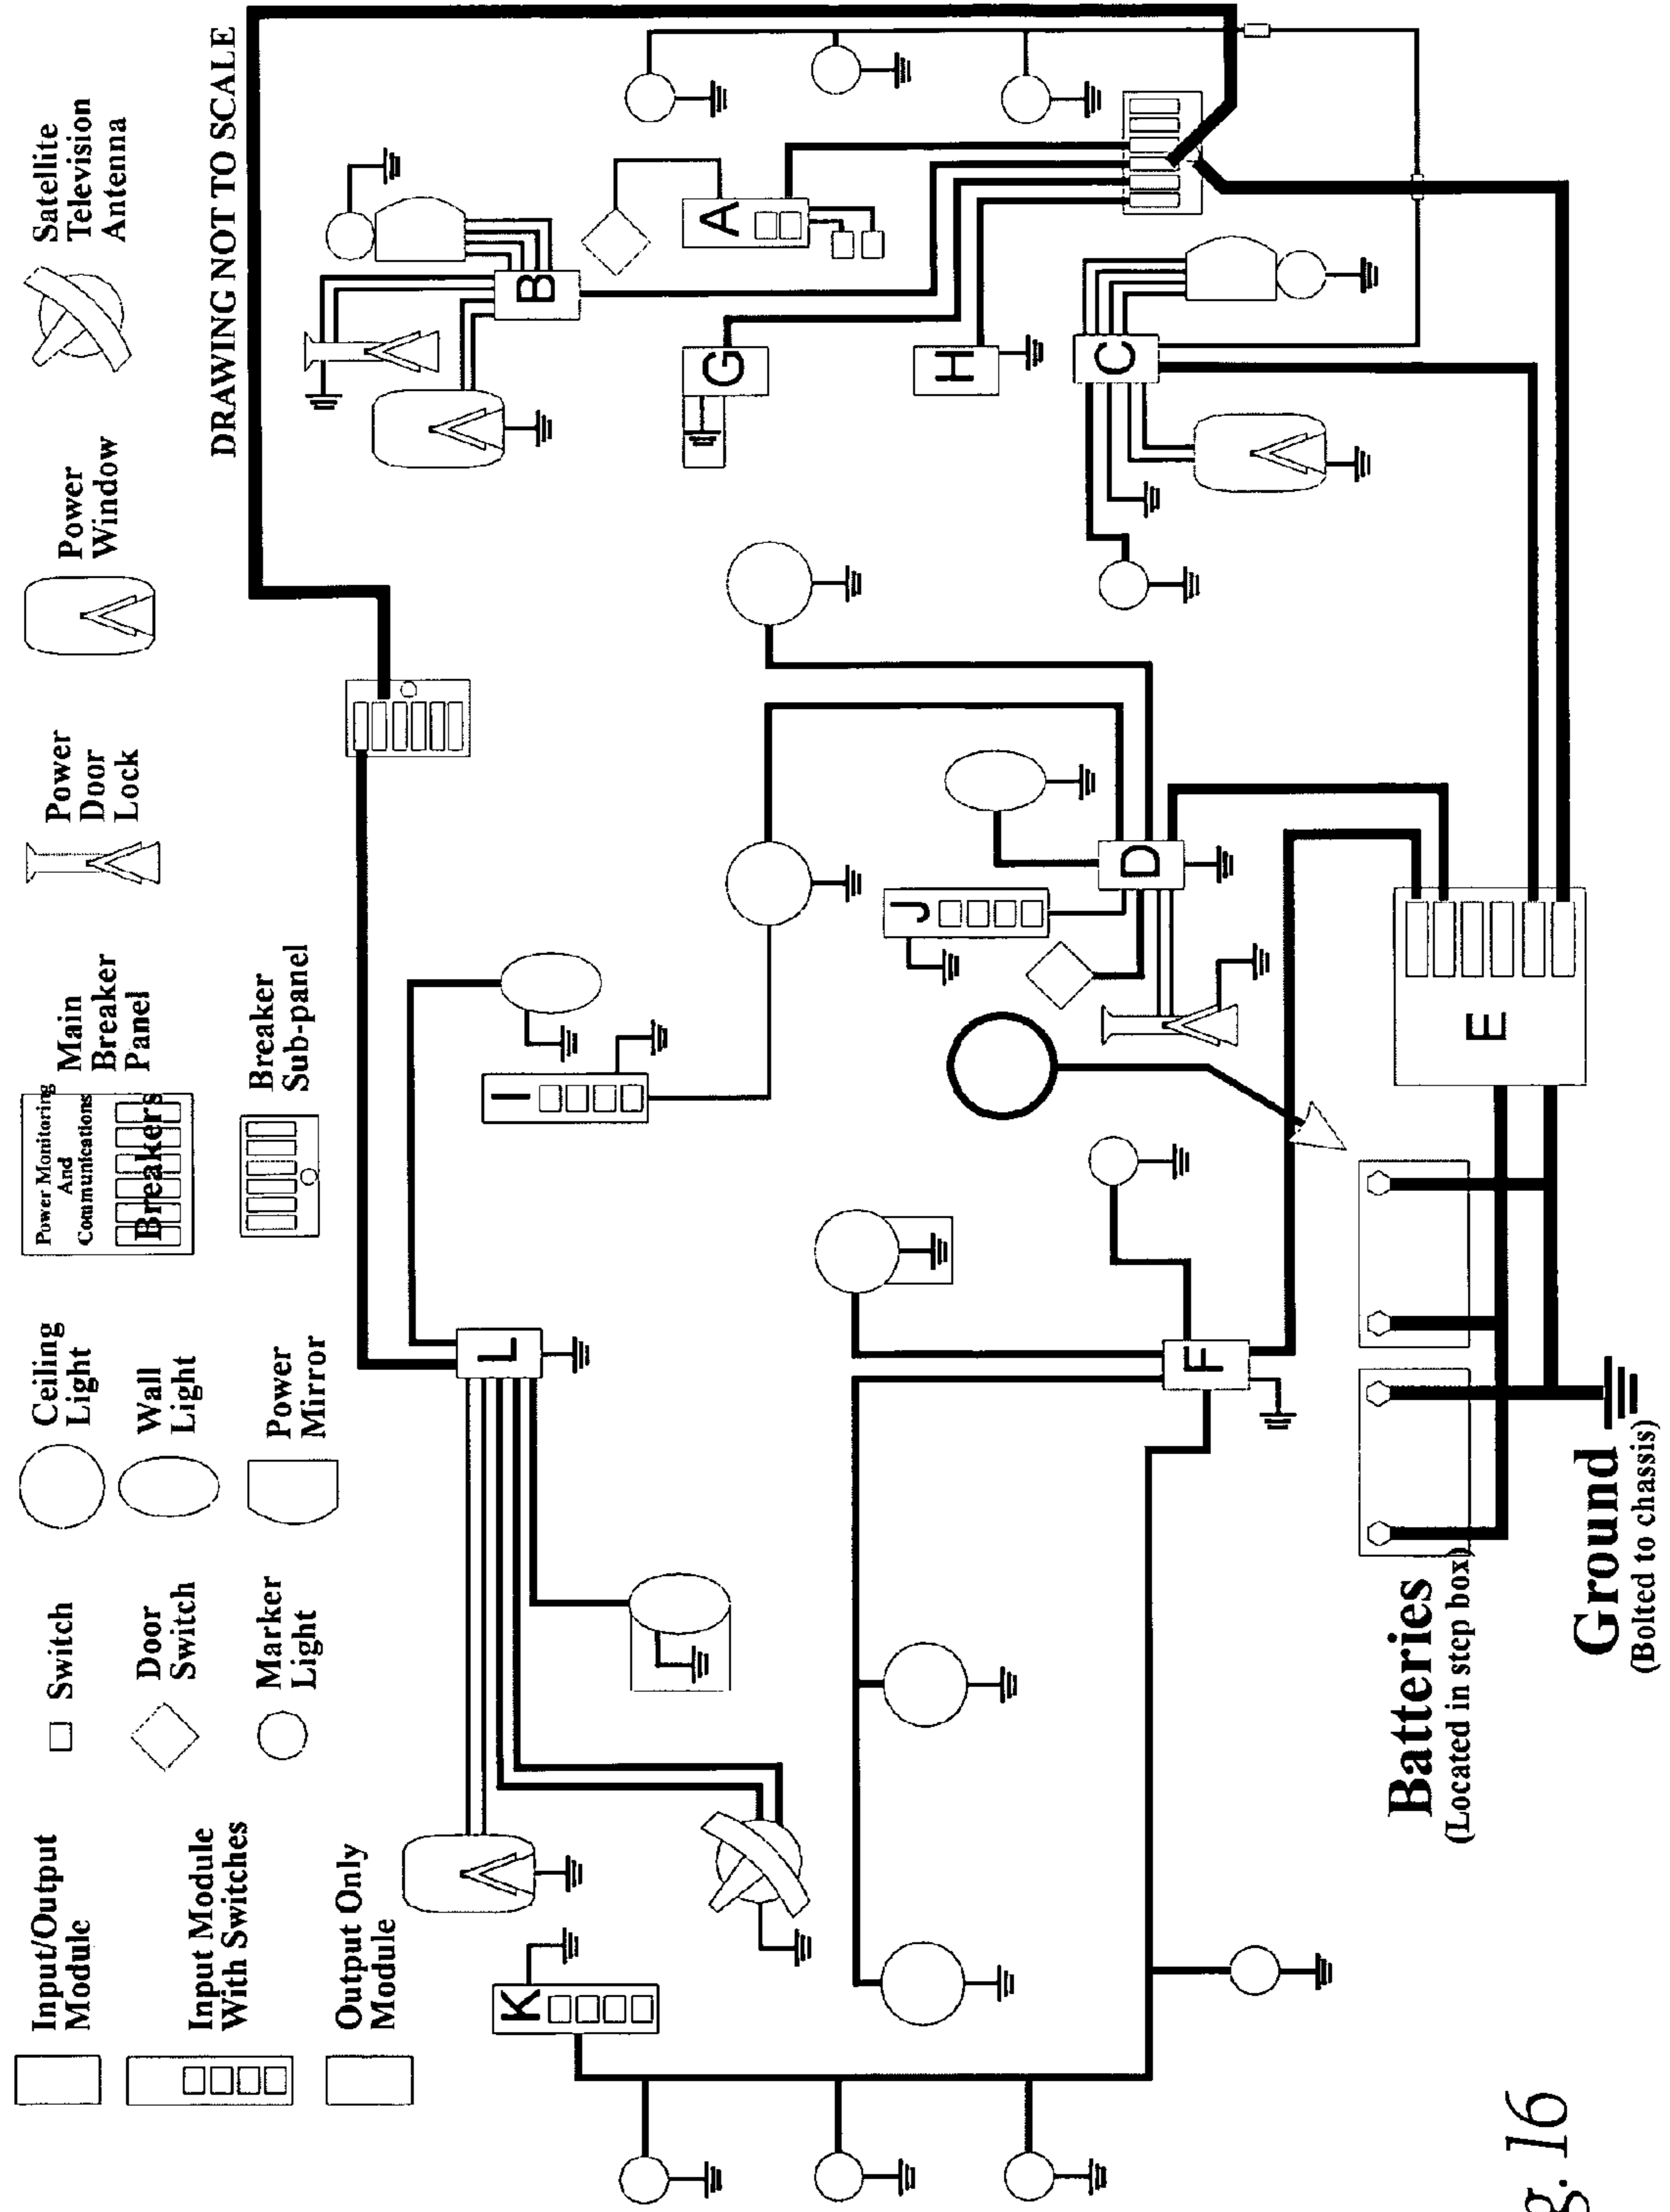 Input/Output
Module
Input Module
With Switches
Output Only
Module
Switch
Door
Switch
Marker
Light
Ceiling
Light
Wall
Light
Power
Mirror
Power Monitoring
And
Communications
Breakers
Main
Breaker
Panel
Breaker
Sub-panel
Power
Door
Lock
Power
Window
Satellite
Television
Antenna
DRAWING NOT TO SCALE
K
L
I
J
D
F
E
B
G
A
H
C
Batteries
(Located in step box)
Ground
(Bolted to chassis)
g. 16